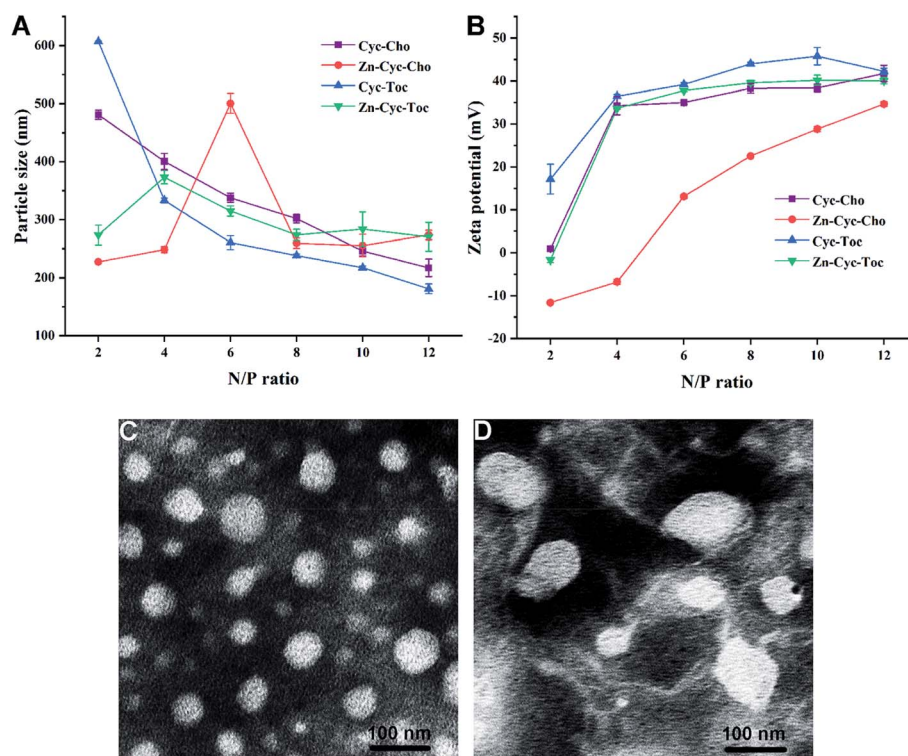 A
Particle size (nm)
600
500
400
300
200
100
2 4 6 8 10 12
N/P ratio
Cyc-Cho
Zn-Cyc-Cho
Cyc-Toc
Zn-Cyc-Toc
B
Zeta potential (mV)
50
40
30
20
10
0
-10
-20
2 4 6 8 10 12
N/P ratio
Cyc-Cho
Zn-Cyc-Cho
Cyc-Toc
Zn-Cyc-Toc
C
100 nm
D
100 nm